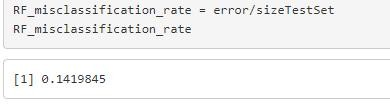 RF_misclassification_rate = error/sizeTestSet
RF_misclassification_rate
[1] 0.1419845